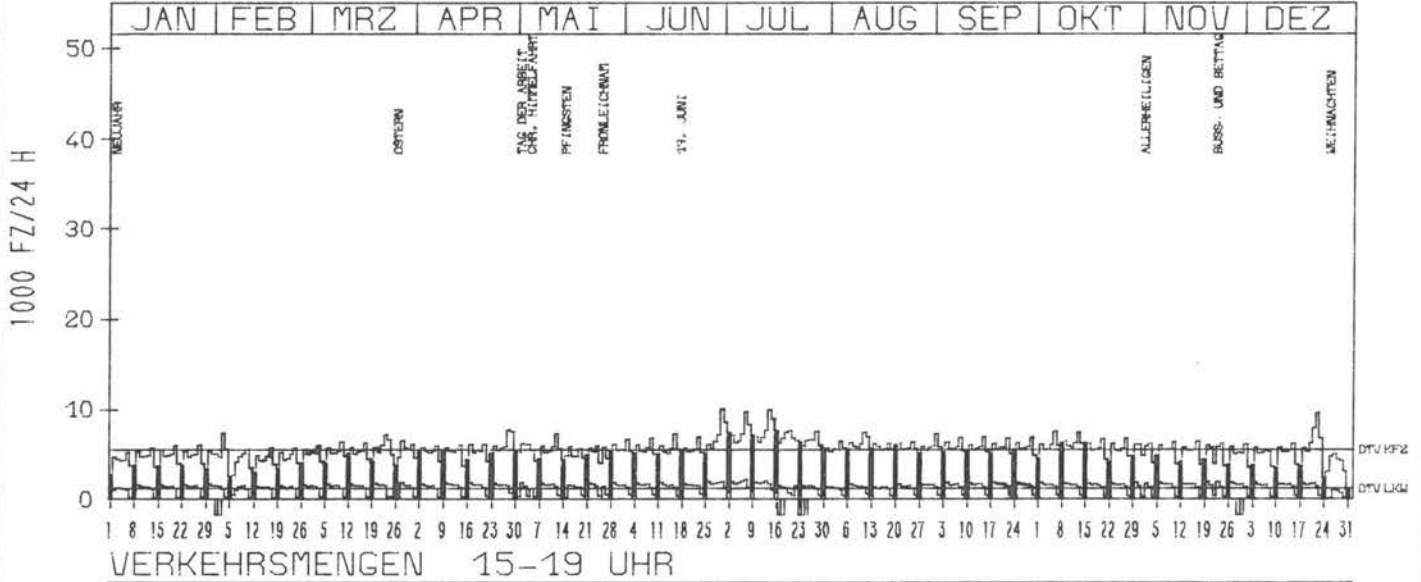 JAN FEB MRZ APR MAI JUN JUL AUG SEP OKT NOV DEZ
1000 FZ/24 H
50
40
30
20
10
0
NEUJAHR
OSTERN
TAG DER ARBEIT
CHR. HIMMELFAHRT
PFINGSTEN
FRONLEICHNAM
17. JUNI
ALLERHEILIGEN
BUSS- UND BETTAG
WEIHNACHTEN
DTV KFZ
DTV LKW
1 8 15 22 29 5 12 19 26 5 12 19 26 2 9 16 23 30 7 14 21 28 4 11 18 25 2 9 16 23 30 6 13 20 27 3 10 17 24 1 8 15 22 29 5 12 19 26 3 10 17 24 31
VERKEHRSMENGEN 15-19 UHR